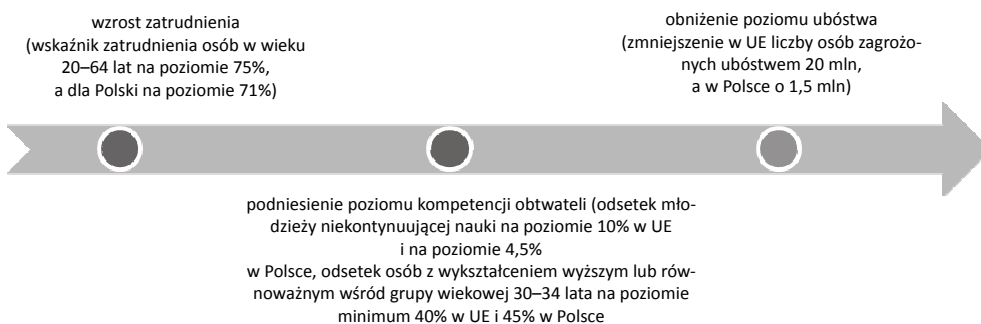 wzrost zatrudnienia
(wskaźnik zatrudnienia osób w wieku
20–64 lat na poziomie 75%,
a dla Polski na poziomie 71%)
obniżenie poziomu ubóstwa
(zmniejszenie w UE liczby osób zagrożo-
nych ubóstwem 20 mln,
a w Polsce o 1,5 mln)
podniesienie poziomu kompetencji obtwateli (odsetek mło-
dzieży niekontynuującej nauki na poziomie 10% w UE
i na poziomie 4,5%
w Polsce, odsetek osób z wykształceniem wyższym lub rów-
noważnym wśród grupy wiekowej 30–34 lata na poziomie
minimum 40% w UE i 45% w Polsce